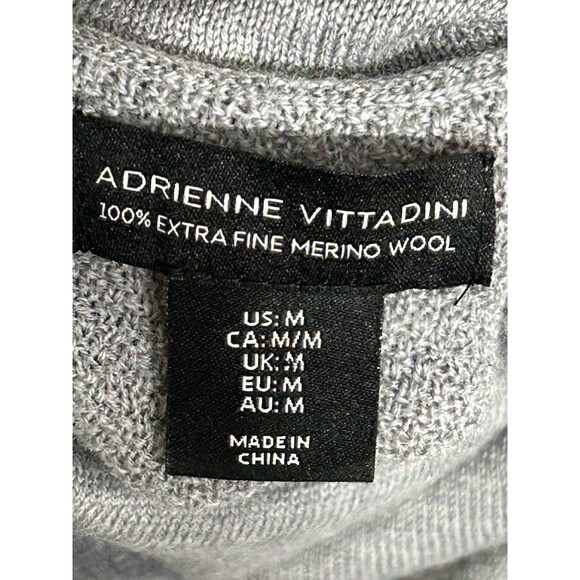 ADRIENNE VITTADINI
100% EXTRA FINE MERINO WOOL
US: M
CA: M/M
UK: M
EU: M
AU: M
MADE IN
CHINA